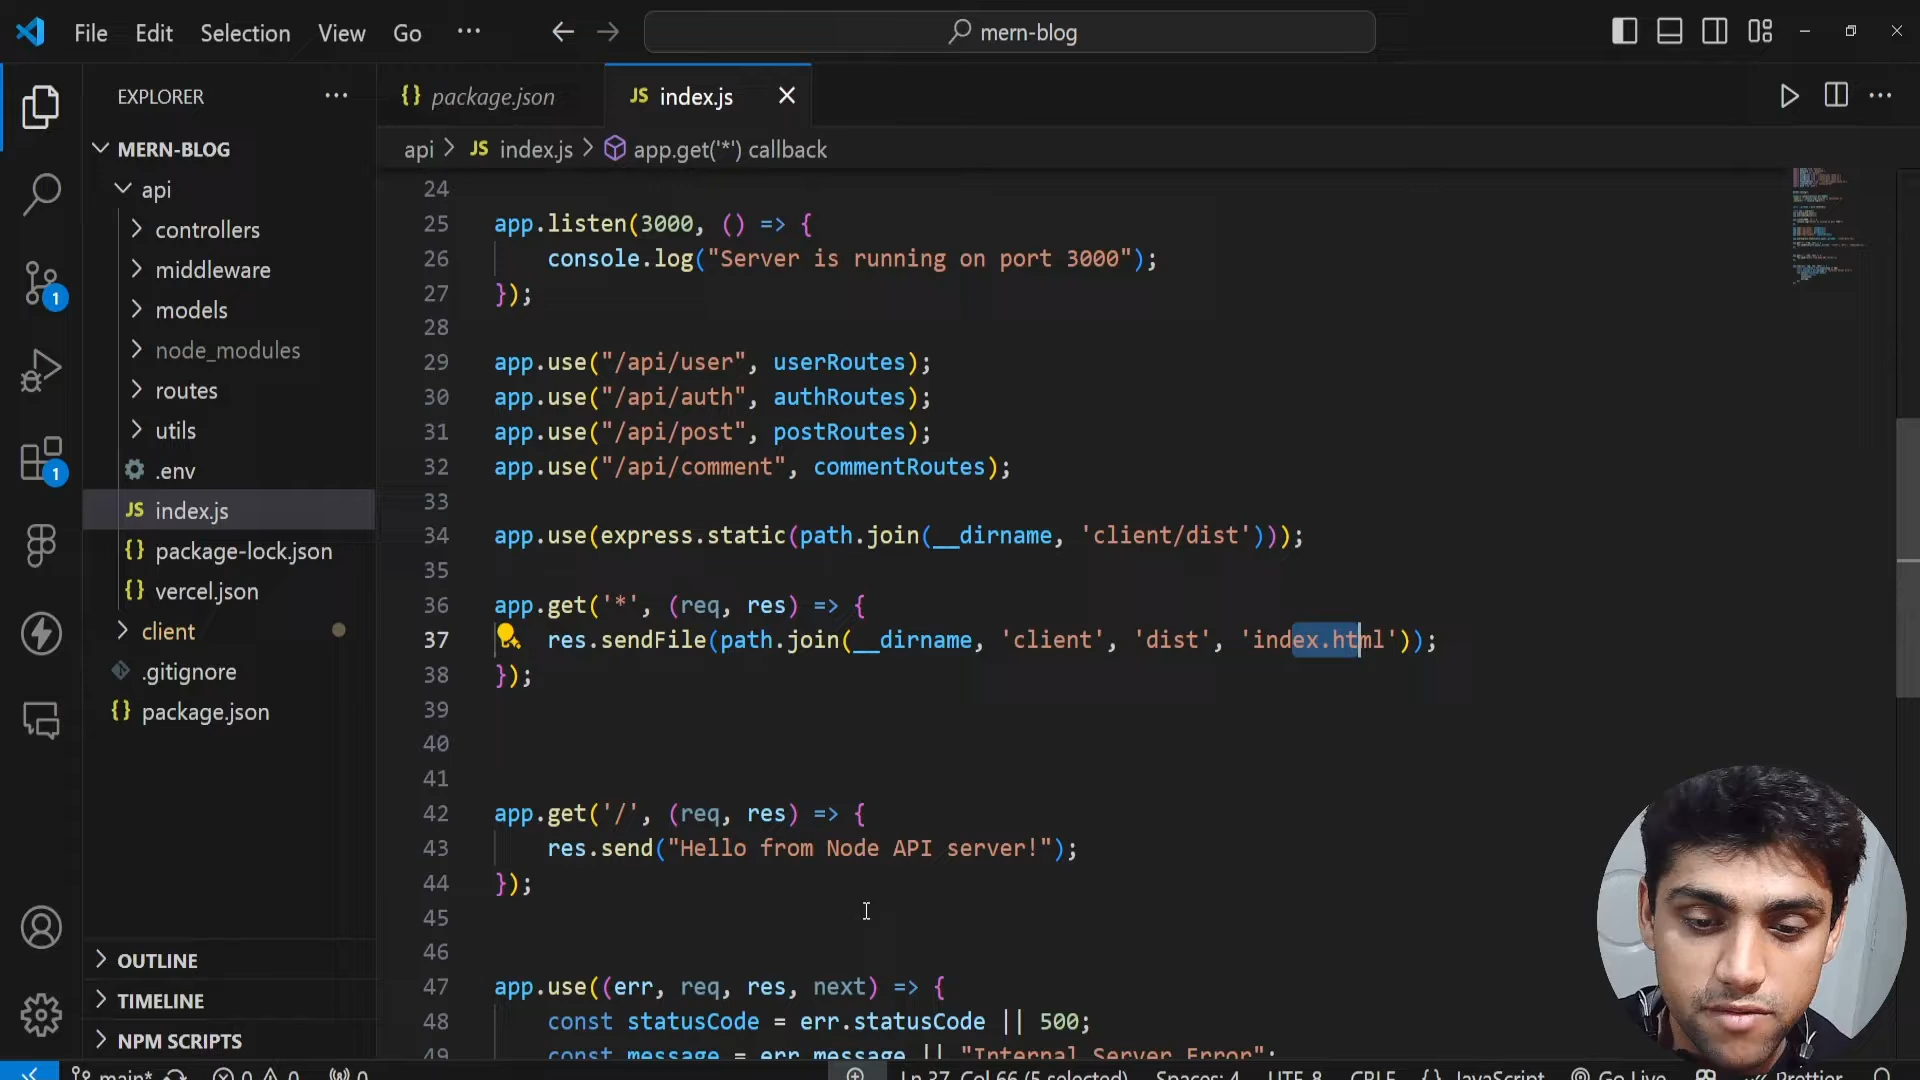 File Edit Selection View Go ··· mern-blog
EXPLORER ···
{} package.json JS index.js
MERN-BLOG
api > JS index.js > app.get('*') callback
api
controllers
middleware
models
node_modules
routes
utils
.env
JS index.js
{} package-lock.json
{} vercel.json
client
.gitignore
{} package.json
OUTLINE
TIMELINE
NPM SCRIPTS
1
1
24
25 app.listen(3000, () => {
26 console.log("Server is running on port 3000");
27 });
28
29 app.use("/api/user", userRoutes);
30 app.use("/api/auth", authRoutes);
31 app.use("/api/post", postRoutes);
32 app.use("/api/comment", commentRoutes);
33
34 app.use(express.static(path.join(__dirname, 'client/dist')));
35
36 app.get('*', (req, res) => {
37 res.sendFile(path.join(__dirname, 'client', 'dist', 'index.html'));
38 });
39
40
41
42 app.get('/', (req, res) => {
43 res.send("Hello from Node API server!");
44 });
45
46
47 app.use((err, req, res, next) => {
48 const statusCode = err.statusCode || 500;
49 const message = err.message || "Internal Server Error";
main* 0 0 0 Ln 37, Col 66 (5 selected) Spaces: 4 UTF-8 CRLF {} JavaScript Go Live Prettier